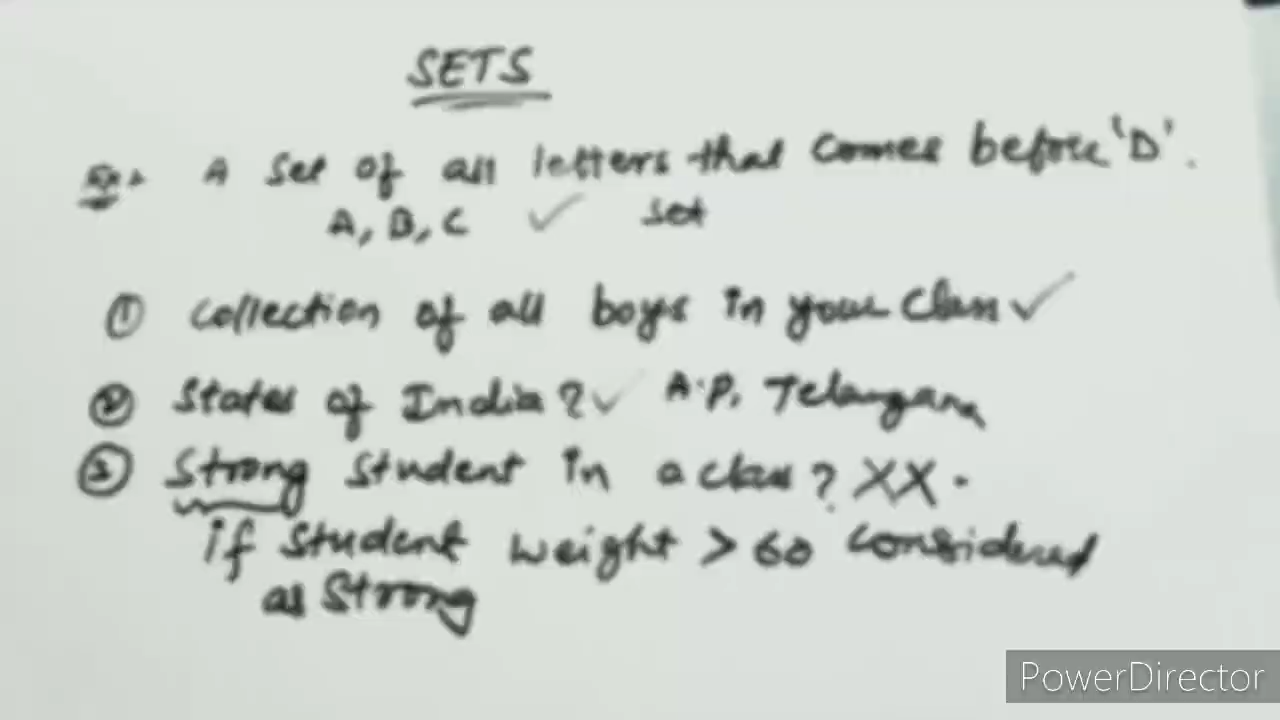 SETS
Ex: A set of all letters that comes before 'D'.
A, B, C ✓ set
① collection of all boys in your class ✓
② States of India? ✓ A.P. Telangana
③ Strong Student in a class? XX.
if student weight > 60 considered
as strong
PowerDirector